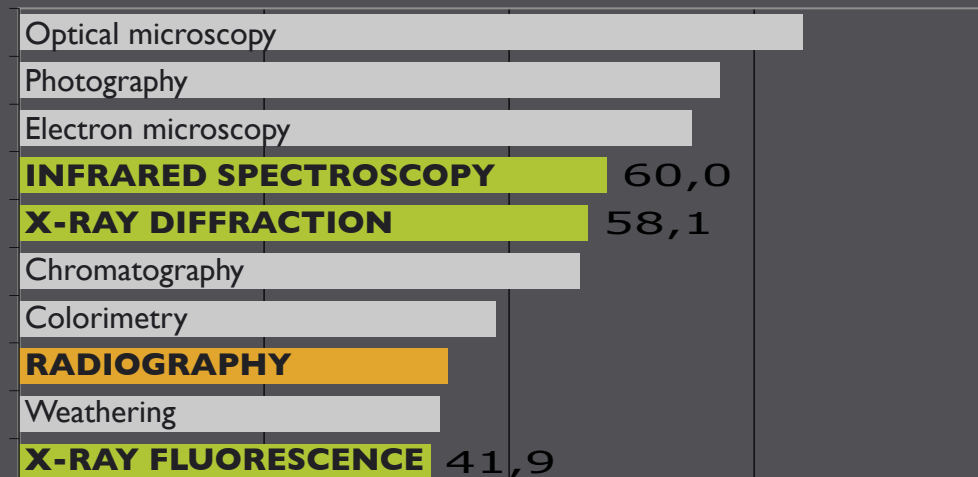 Optical microscopy
Photography
Electron microscopy
INFRARED SPECTROSCOPY 60,0
X-RAY DIFFRACTION 58,1
Chromatography
Colorimetry
RADIOGRAPHY
Weathering
X-RAY FLUORESCENCE 41,9